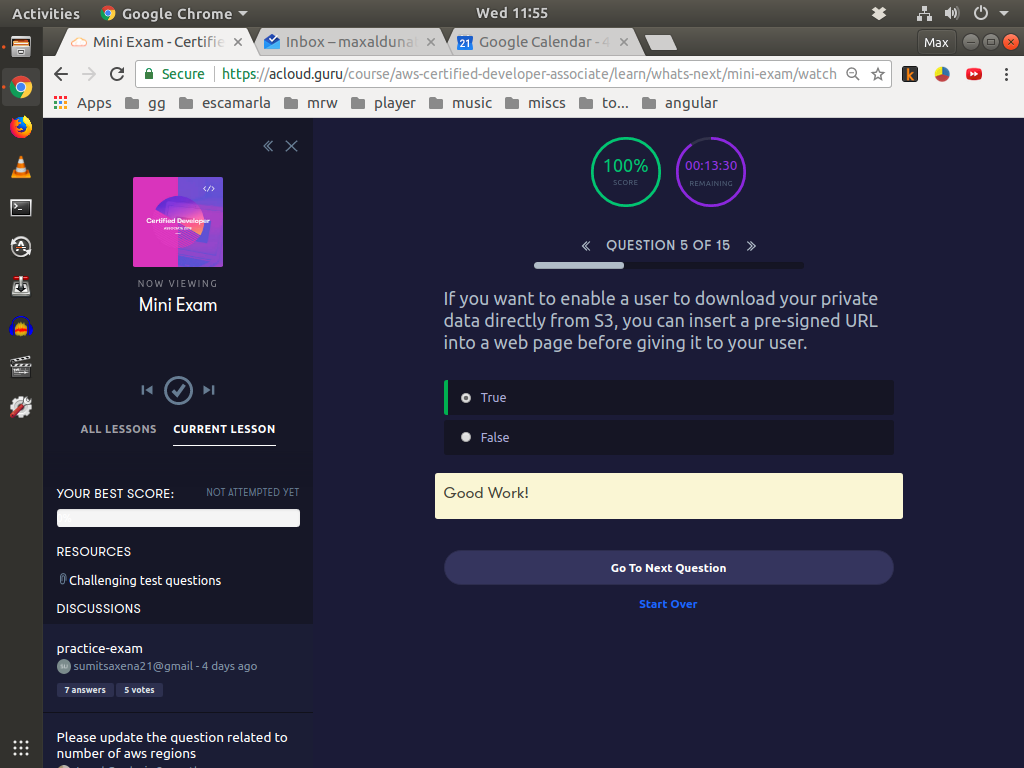 Activities
Google Chrome
Wed 11:55
Mini Exam - Certifie
Inbox – maxalduna
Google Calendar - 4
Max
Secure
https://acloud.guru/course/aws-certified-developer-associate/learn/whats-next/mini-exam/watch
Apps
gg
escamarla
mrw
player
music
miscs
to...
angular
</>
Certified Developer
NOW VIEWING
Mini Exam
ALL LESSONS
CURRENT LESSON
YOUR BEST SCORE:
NOT ATTEMPTED YET
RESOURCES
Challenging test questions
DISCUSSIONS
practice-exam
SU
sumitsaxena21@gmail - 4 days ago
7 answers
5 votes
Please update the question related to
number of aws regions
100%
SCORE
00:13:30
REMAINING
« QUESTION 5 OF 15 »
If you want to enable a user to download your private
data directly from S3, you can insert a pre-signed URL
into a web page before giving it to your user.
True
False
Good Work!
Go To Next Question
Start Over